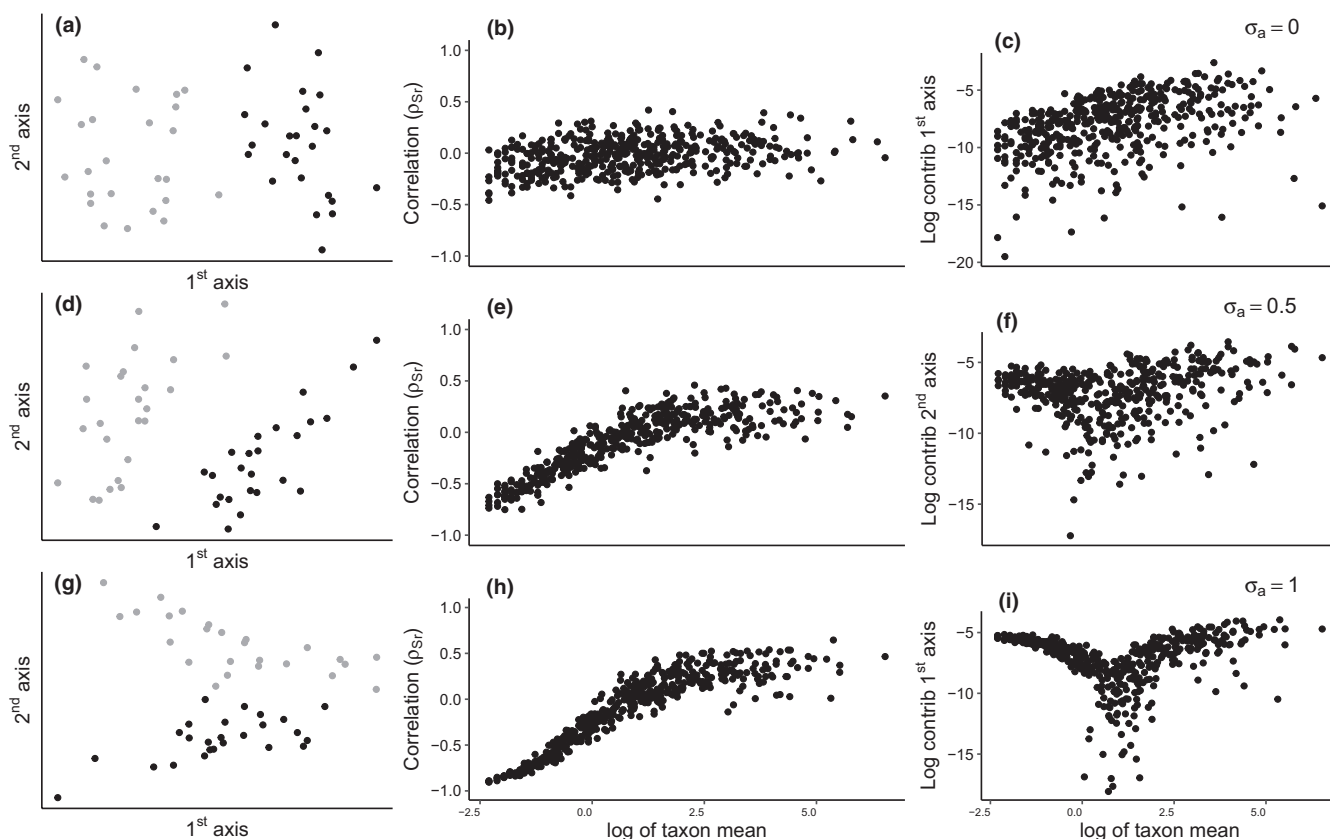 (a)
2nd axis
1st axis
(b)
Correlation (ρSr)
1.0
0.5
0.0
−0.5
−1.0
(c)
σa = 0
Log contrib 1st axis
−5
−10
−15
−20
(d)
2nd axis
1st axis
(e)
Correlation (ρSr)
1.0
0.5
0.0
−0.5
−1.0
(f)
σa = 0.5
Log contrib 2nd axis
−5
−10
−15
(g)
2nd axis
1st axis
(h)
Correlation (ρSr)
1.0
0.5
0.0
−0.5
−1.0
−2.5
0.0
2.5
5.0
log of taxon mean
(i)
σa = 1
Log contrib 1st axis
−5
−10
−15
−2.5
0.0
2.5
5.0
log of taxon mean